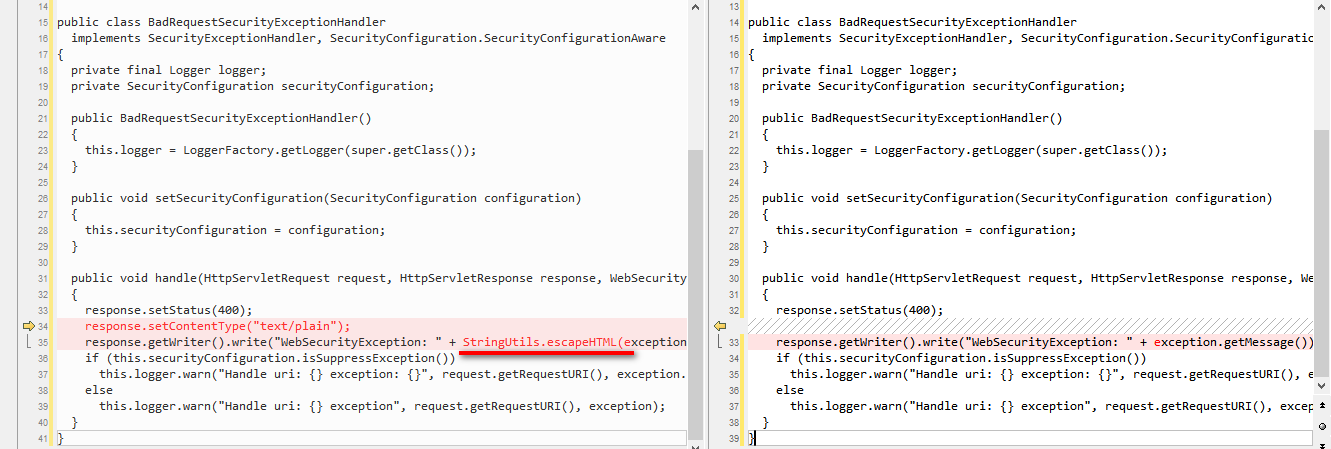 14
15 public class BadRequestSecurityExceptionHandler
16 implements SecurityExceptionHandler, SecurityConfiguration.SecurityConfigurationAware
17 {
18 private final Logger logger;
19 private SecurityConfiguration securityConfiguration;
20
21 public BadRequestSecurityExceptionHandler()
22 {
23 this.logger = LoggerFactory.getLogger(super.getClass());
24 }
25
26 public void setSecurityConfiguration(SecurityConfiguration configuration)
27 {
28 this.securityConfiguration = configuration;
29 }
30
31 public void handle(HttpServletRequest request, HttpServletResponse response, WebSecurity
32 {
33 response.setStatus(400);
34 response.setContentType("text/plain");
35 response.getWriter().write("WebSecurityException: " + StringUtils.escapeHTML(exception
36 if (this.securityConfiguration.isSuppressException())
37 this.logger.warn("Handle uri: {} exception: {}", request.getRequestURI(), exception.
38 else
39 this.logger.warn("Handle uri: {} exception", request.getRequestURI(), exception);
40 }
41 }
13
14 public class BadRequestSecurityExceptionHandler
15 implements SecurityExceptionHandler, SecurityConfiguration.SecurityConfiguratio
16 {
17 private final Logger logger;
18 private SecurityConfiguration securityConfiguration;
19
20 public BadRequestSecurityExceptionHandler()
21 {
22 this.logger = LoggerFactory.getLogger(super.getClass());
23 }
24
25 public void setSecurityConfiguration(SecurityConfiguration configuration)
26 {
27 this.securityConfiguration = configuration;
28 }
29
30 public void handle(HttpServletRequest request, HttpServletResponse response, We
31 {
32 response.setStatus(400);
33 response.getWriter().write("WebSecurityException: " + exception.getMessage())
34 if (this.securityConfiguration.isSuppressException())
35 this.logger.warn("Handle uri: {} exception: {}", request.getRequestURI(), e
36 else
37 this.logger.warn("Handle uri: {} exception", request.getRequestURI(), excep
38 }
39 }